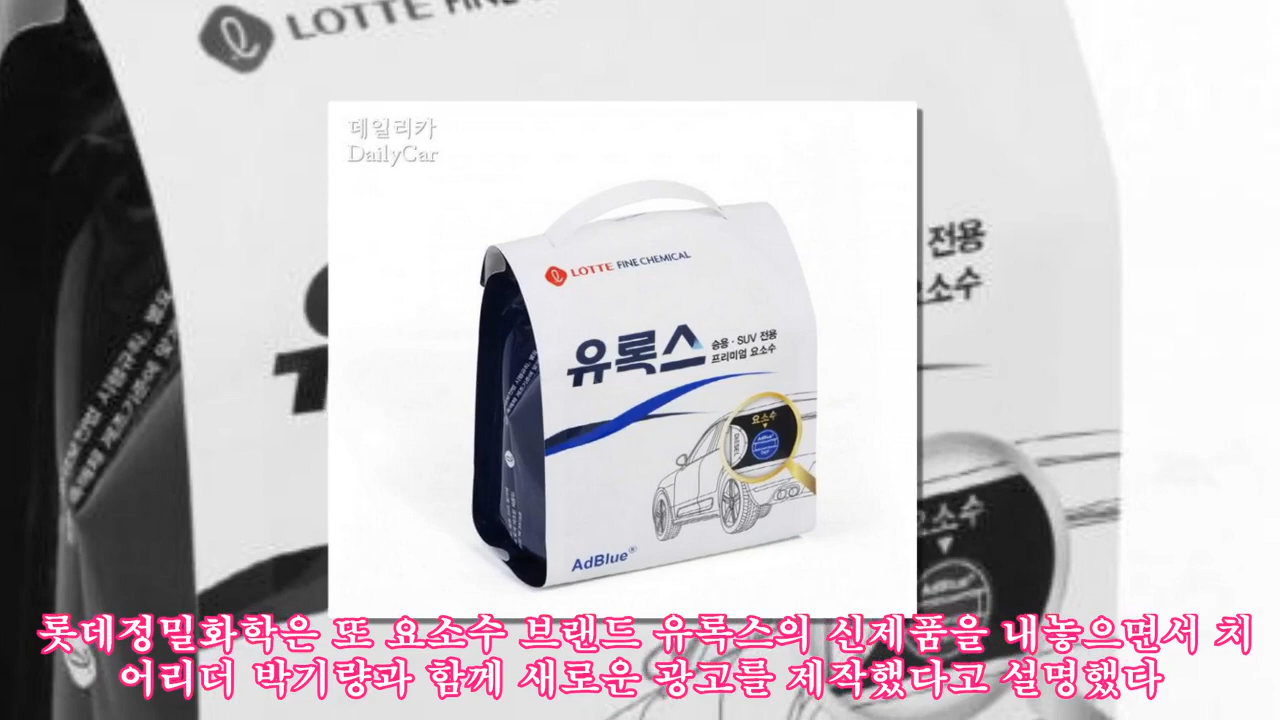 LOTTE FINE
데일리카
DailyCar
LOTTE FINE CHEMICAL
유록스
승용 · SUV 전용
프리미엄 요소수
요소수
DIESEL
AdBlue
AdBlue®
전용
요소수
AdBlue
롯데정밀화학은 또 요소수 브랜드 유록스의 신제품을 내놓으면서 치
어리더 박기량과 함께 새로운 광고를 제작했다고 설명했다